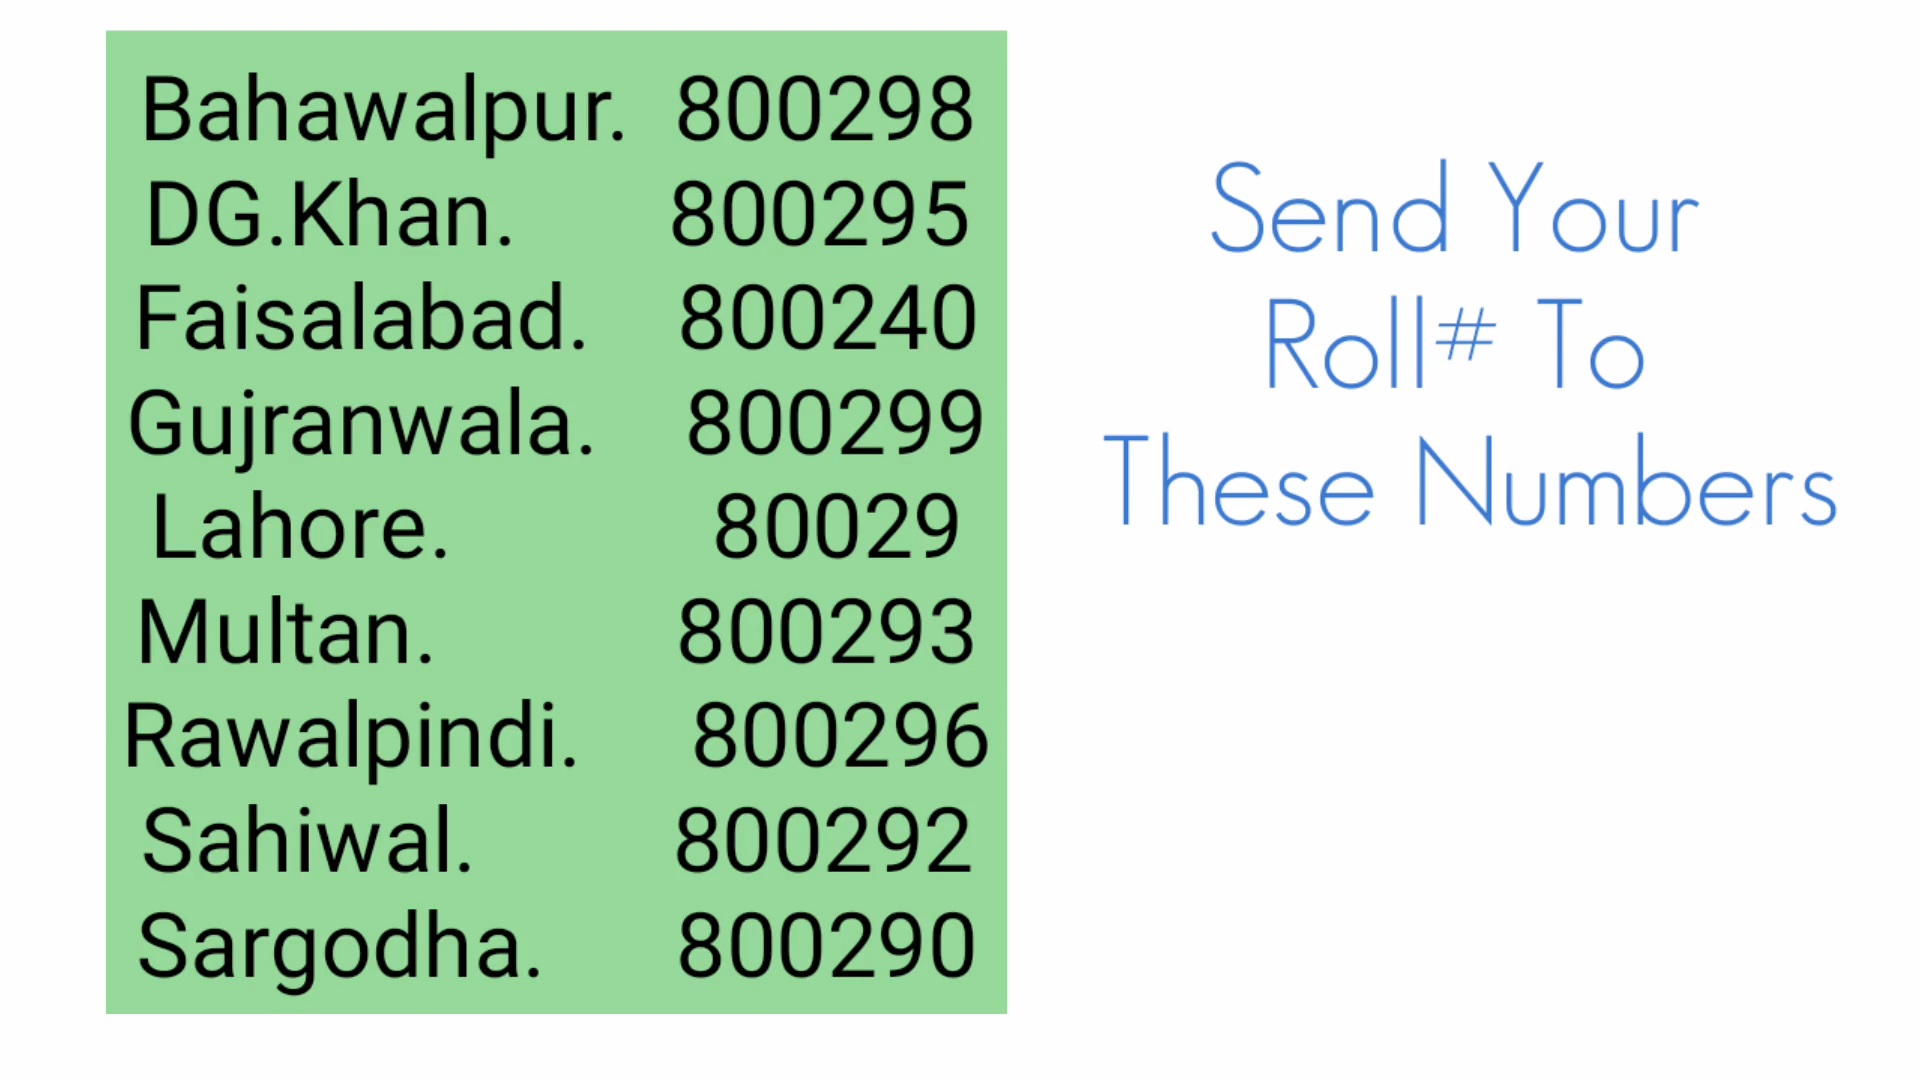 Bahawalpur. 800298
DG.Khan. 800295
Faisalabad. 800240
Gujranwala. 800299
Lahore. 80029
Multan. 800293
Rawalpindi. 800296
Sahiwal. 800292
Sargodha. 800290
Send Your
Roll# To
These Numbers